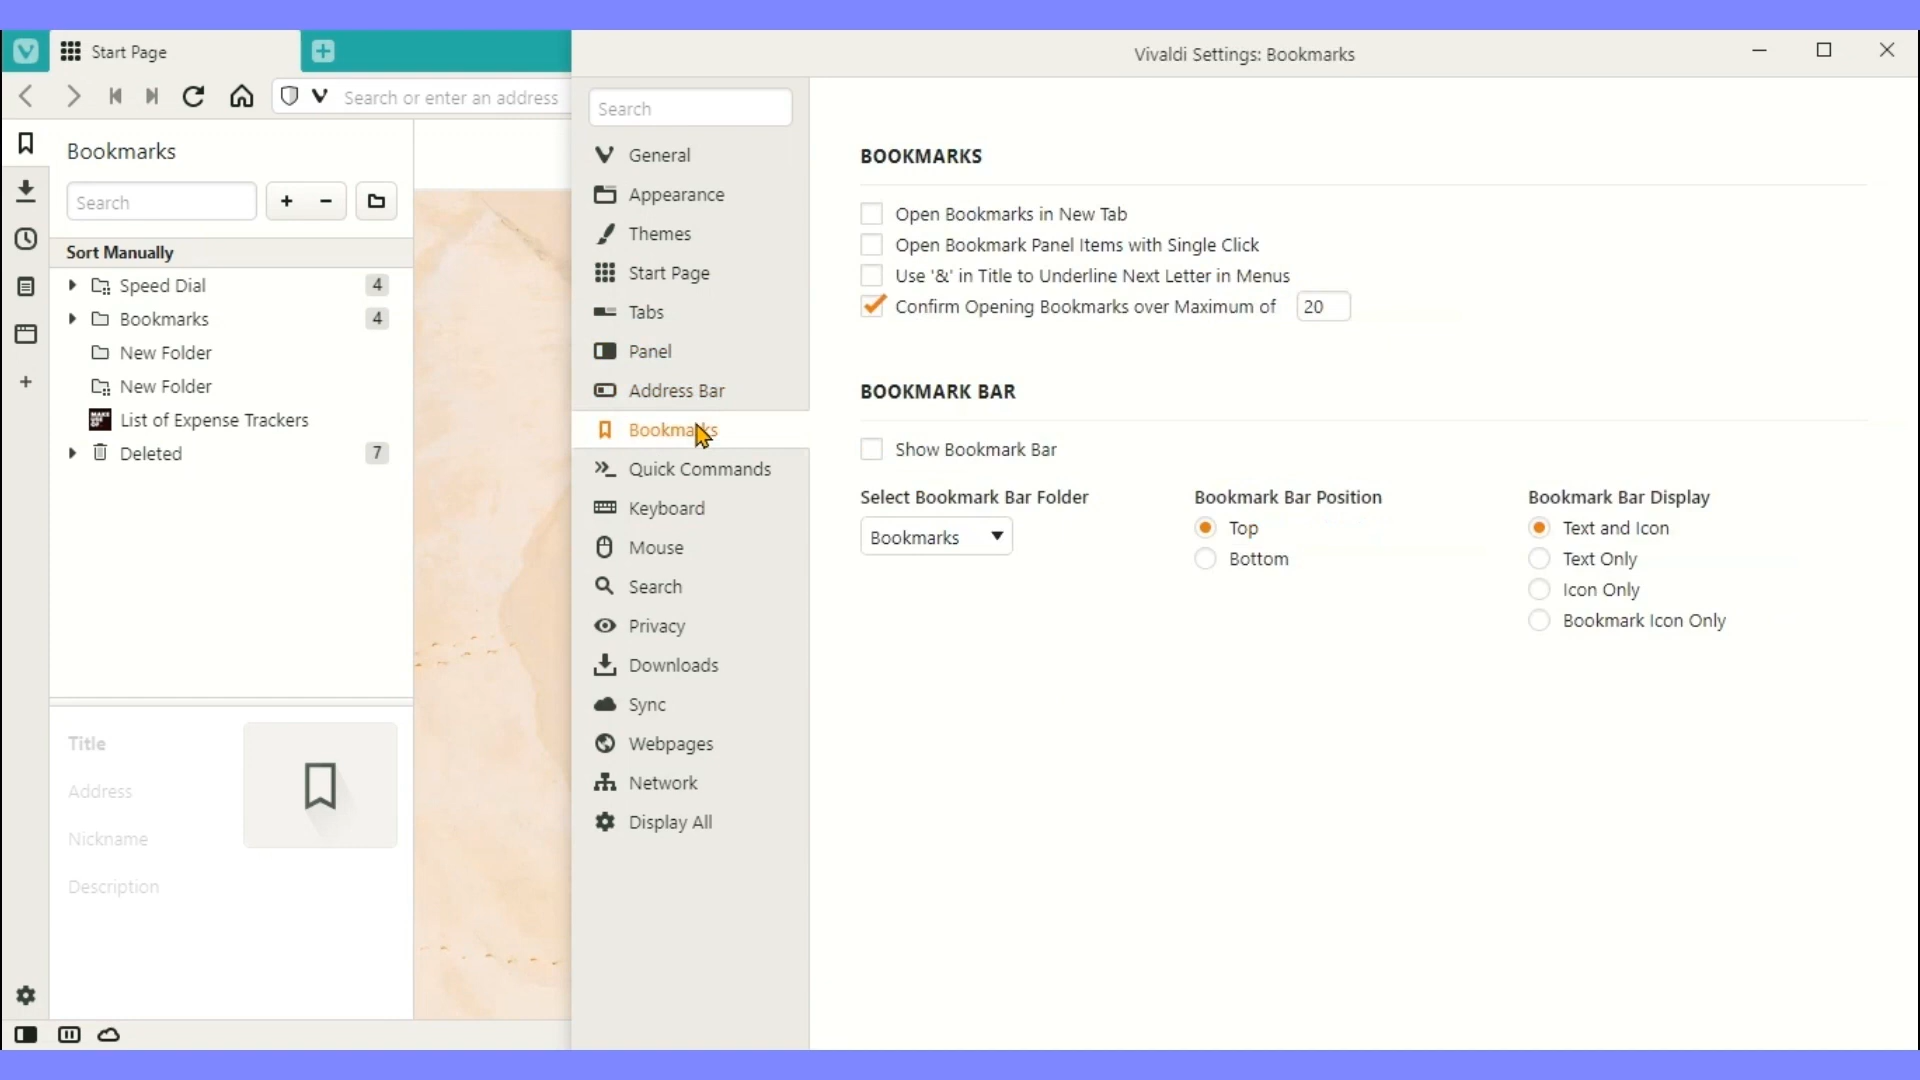 Start Page
Search or enter an address
Bookmarks
Search
Sort Manually
Speed Dial 4
Bookmarks 4
New Folder
New Folder
List of Expense Trackers
Deleted 7
Title
Address
Nickname
Description
Vivaldi Settings: Bookmarks
Search
General
Appearance
Themes
Start Page
Tabs
Panel
Address Bar
Bookmarks
Quick Commands
Keyboard
Mouse
Search
Privacy
Downloads
Sync
Webpages
Network
Display All
BOOKMARKS
Open Bookmarks in New Tab
Open Bookmark Panel Items with Single Click
Use '&' in Title to Underline Next Letter in Menus
Confirm Opening Bookmarks over Maximum of 20
BOOKMARK BAR
Show Bookmark Bar
Select Bookmark Bar Folder
Bookmarks
Bookmark Bar Position
Top
Bottom
Bookmark Bar Display
Text and Icon
Text Only
Icon Only
Bookmark Icon Only